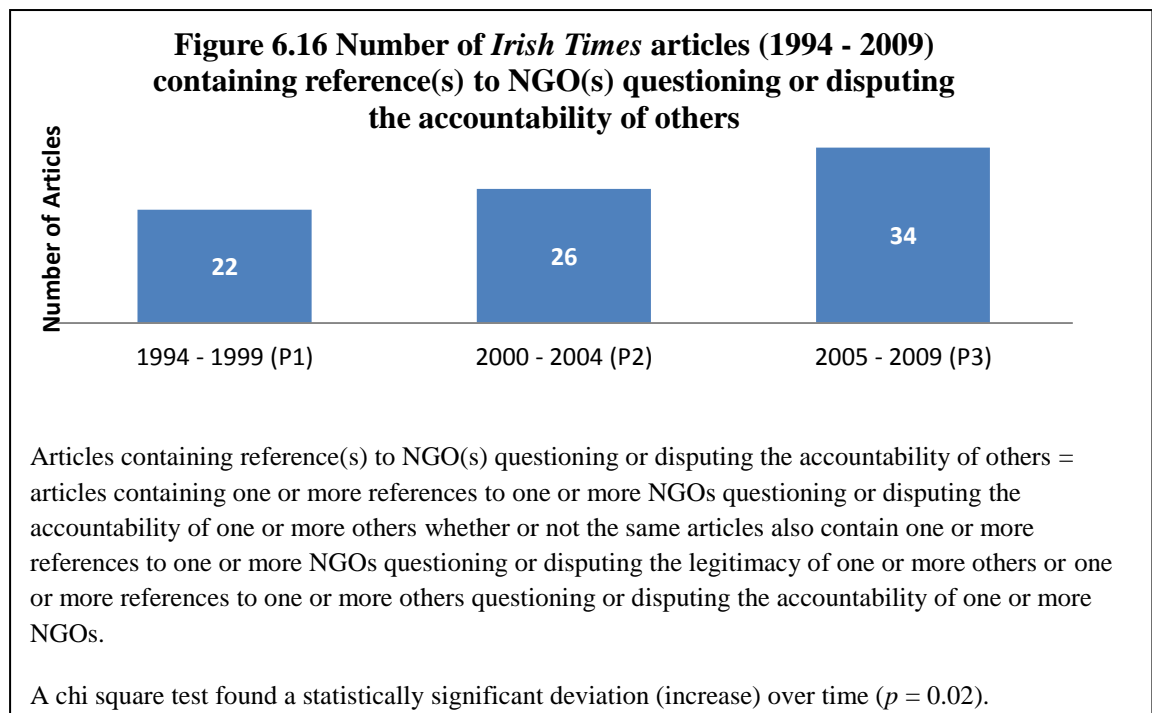 Figure 6.16 Number of Irish Times articles (1994 - 2009)
containing reference(s) to NGO(s) questioning or disputing
the accountability of others
Number of Articles
22
26
34
1994 - 1999 (P1)
2000 - 2004 (P2)
2005 - 2009 (P3)
Articles containing reference(s) to NGO(s) questioning or disputing the accountability of others =
articles containing one or more references to one or more NGOs questioning or disputing the
accountability of one or more others whether or not the same articles also contain one or more
references to one or more NGOs questioning or disputing the legitimacy of one or more others or one
or more references to one or more others questioning or disputing the accountability of one or more
NGOs.
A chi square test found a statistically significant deviation (increase) over time (p = 0.02).